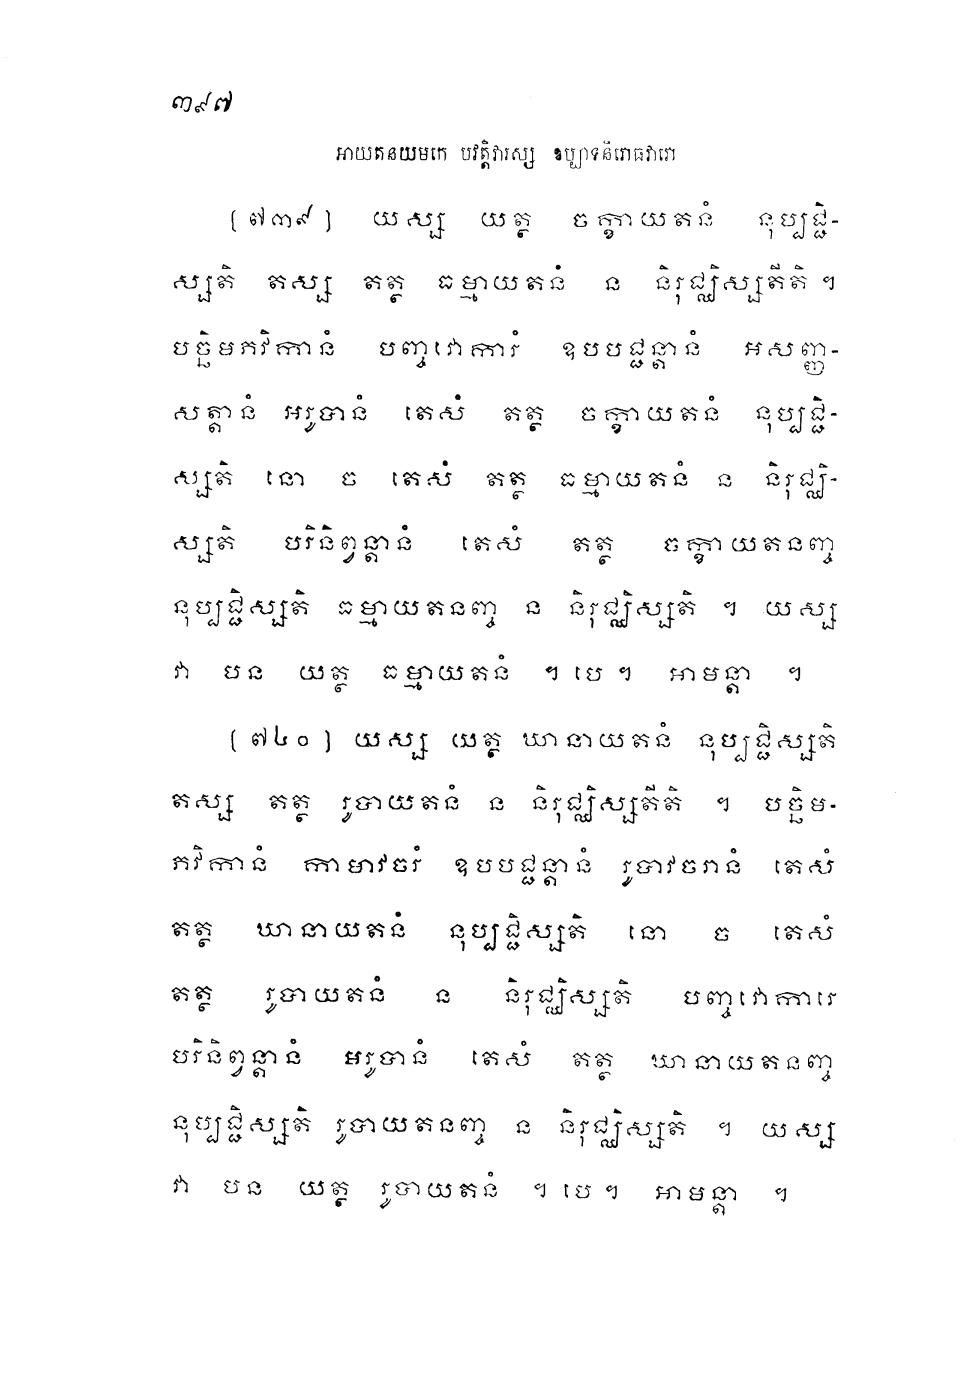 ៣៩៧
អាយតនយមកេ បវត្តិវារស្ស ឧប្បាទនិរោធវារោ
(៧៣៩) យស្ស យត្ថ ចក្ខាយតនំ នុប្បជ្ជិ-
ស្សតិ តស្ស តត្ថ ធម្មាយតនំ ន និរុជ្ឈិស្សតីតិ ។
បច្ឆិមភវិកានំ បញ្ចវោការំ ឧបបជ្ជន្តានំ អសញ្ញ-
សត្តានំ អរូបានំ តេសំ តត្ថ ចក្ខាយតនំ នុប្បជ្ជិ-
ស្សតិ នោ ច តេសំ តត្ថ ធម្មាយតនំ ន និរុជ្ឈិ-
ស្សតិ បរិនិព្វន្តានំ តេសំ តត្ថ ចក្ខាយតនញ្ច
នុប្បជ្ជិស្សតិ ធម្មាយតនញ្ច ន និរុជ្ឈិស្សតិ ។ យស្ស
វា បន យត្ថ ធម្មាយតនំ ។ បេ ។ អាមន្តា ។
(៧៤០) យស្ស យត្ថ ឃានាយតនំ នុប្បជ្ជិស្សតិ
តស្ស តត្ថ រូបាយតនំ ន និរុជ្ឈិស្សតីតិ ។ បច្ឆិម-
ភវិកានំ កាមាវចរំ ឧបបជ្ជន្តានំ រូបាវចរានំ តេសំ
តត្ថ ឃានាយតនំ នុប្បជ្ជិស្សតិ នោ ច តេសំ
តត្ថ រូបាយតនំ ន និរុជ្ឈិស្សតិ បញ្ចវោការេ
បរិនិព្វន្តានំ អរូបានំ តេសំ តត្ថ ឃានាយតនញ្ច
នុប្បជ្ជិស្សតិ រូបាយតនញ្ច ន និរុជ្ឈិស្សតិ ។ យស្ស
វា បន យត្ថ រូបាយតនំ ។ បេ ។ អាមន្តា ។